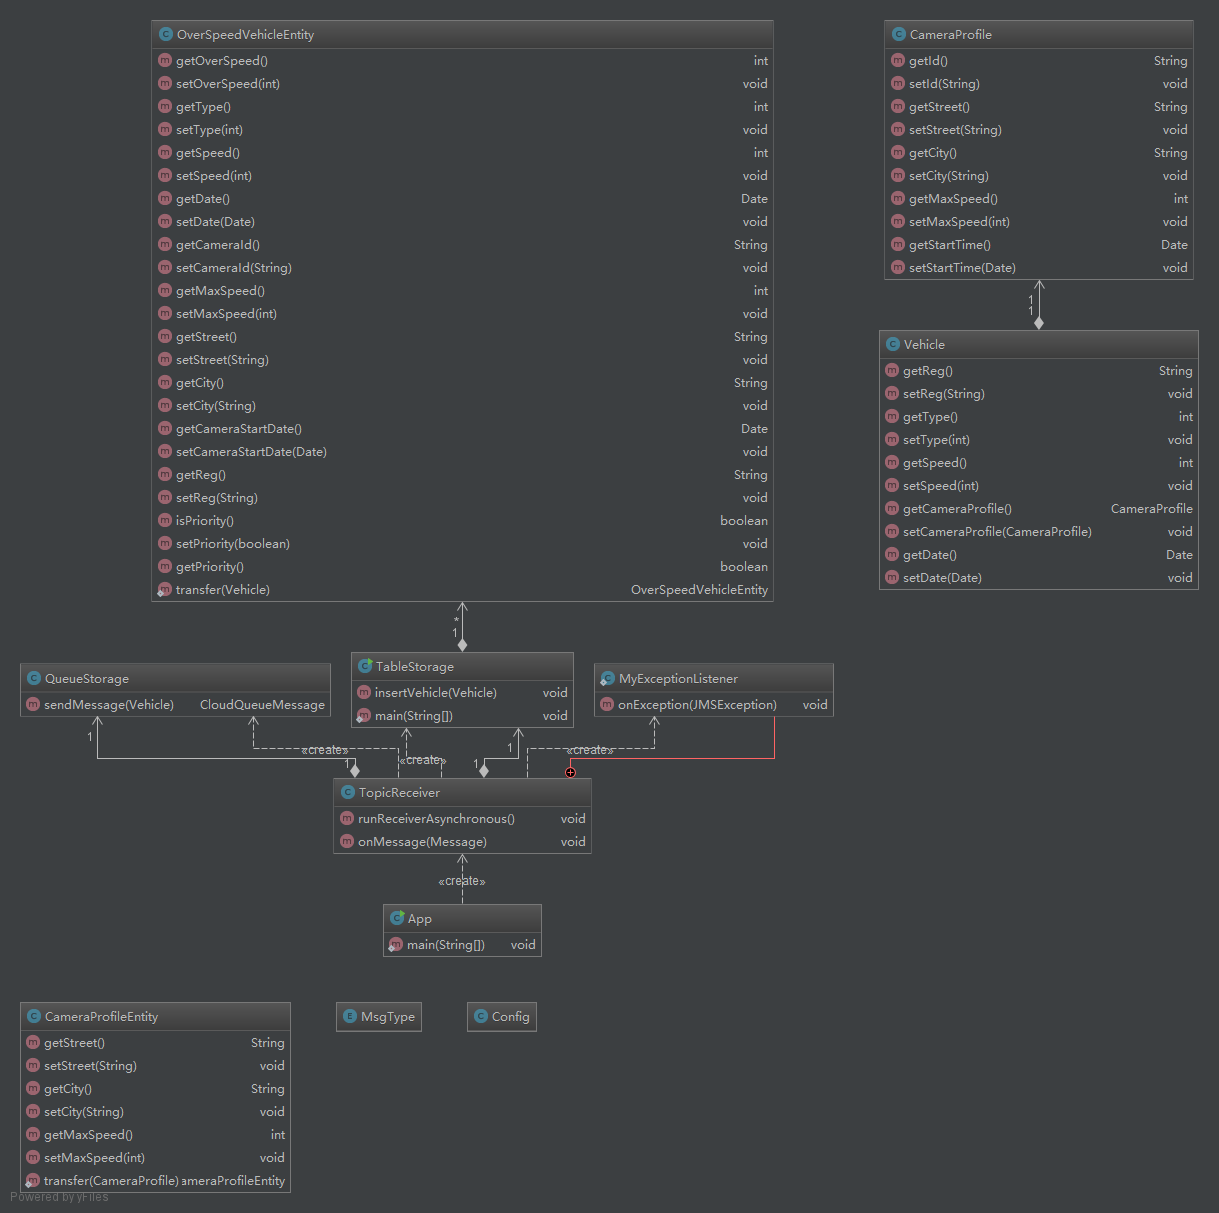 OverSpeedVehicleEntity
getOverSpeed() int
setOverSpeed(int) void
getType() int
setType(int) void
getSpeed() int
setSpeed(int) void
getDate() Date
setDate(Date) void
getCameraId() String
setCameraId(String) void
getMaxSpeed() int
setMaxSpeed(int) void
getStreet() String
setStreet(String) void
getCity() String
setCity(String) void
getCameraStartDate() Date
setCameraStartDate(Date) void
getReg() String
setReg(String) void
isPriority() boolean
setPriority(boolean) void
getPriority() boolean
transfer(Vehicle) OverSpeedVehicleEntity
CameraProfile
getId() String
setId(String) void
getStreet() String
setStreet(String) void
getCity() String
setCity(String) void
getMaxSpeed() int
setMaxSpeed(int) void
getStartTime() Date
setStartTime(Date) void
1
1
Vehicle
getReg() String
setReg(String) void
getType() int
setType(int) void
getSpeed() int
setSpeed(int) void
getCameraProfile() CameraProfile
setCameraProfile(CameraProfile) void
getDate() Date
setDate(Date) void
*
1
QueueStorage
sendMessage(Vehicle) CloudQueueMessage
TableStorage
insertVehicle(Vehicle) void
main(String[]) void
MyExceptionListener
onException(JMSException) void
1
«create»
1
«create»
1
1
«create»
TopicReceiver
runReceiverAsynchronous() void
onMessage(Message) void
«create»
App
main(String[]) void
CameraProfileEntity
getStreet() String
setStreet(String) void
getCity() String
setCity(String) void
getMaxSpeed() int
setMaxSpeed(int) void
transfer(CameraProfile) ameraProfileEntity
MsgType
Config
Powered by yFiles